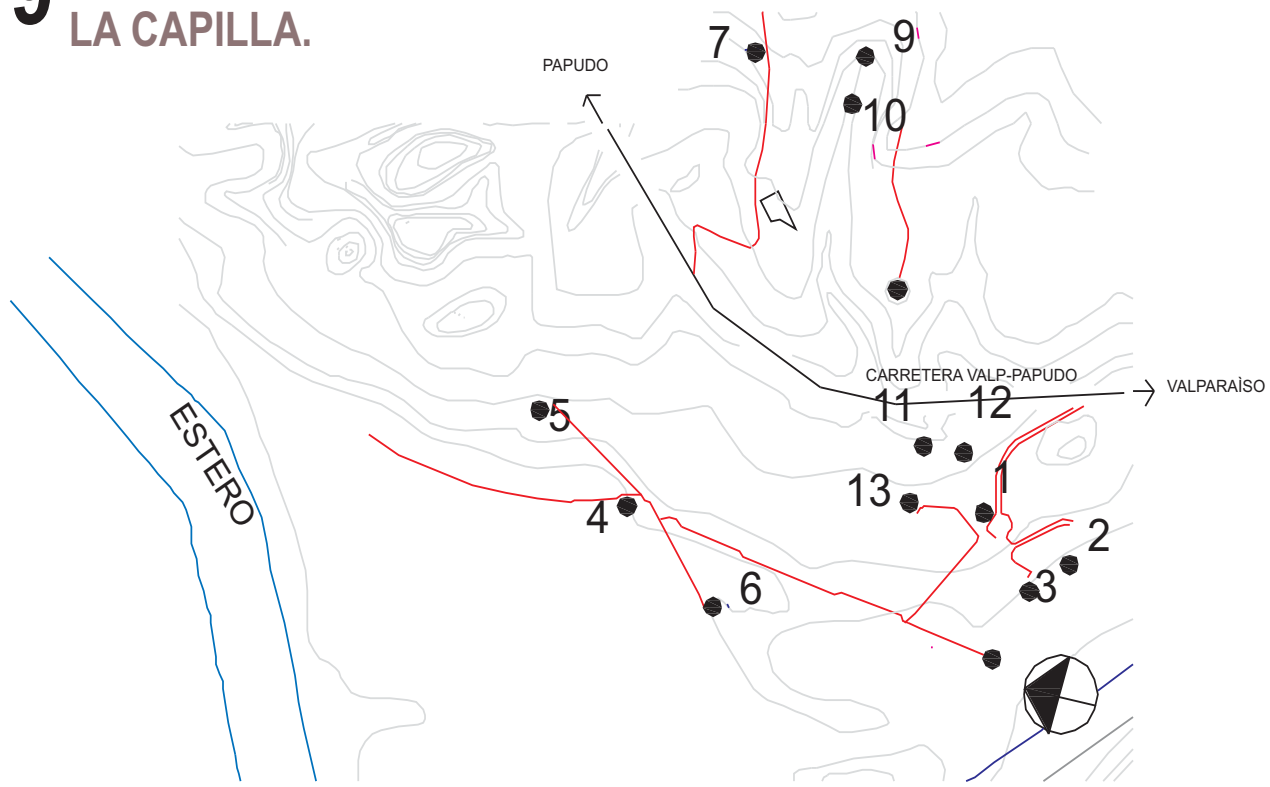 9
LA CAPILLA.
7
9
PAPUDO
10
CARRETERA VALP-PAPUDO
VALPARAÌSO
11
12
5
ESTERO
1
13
4
2
6
3